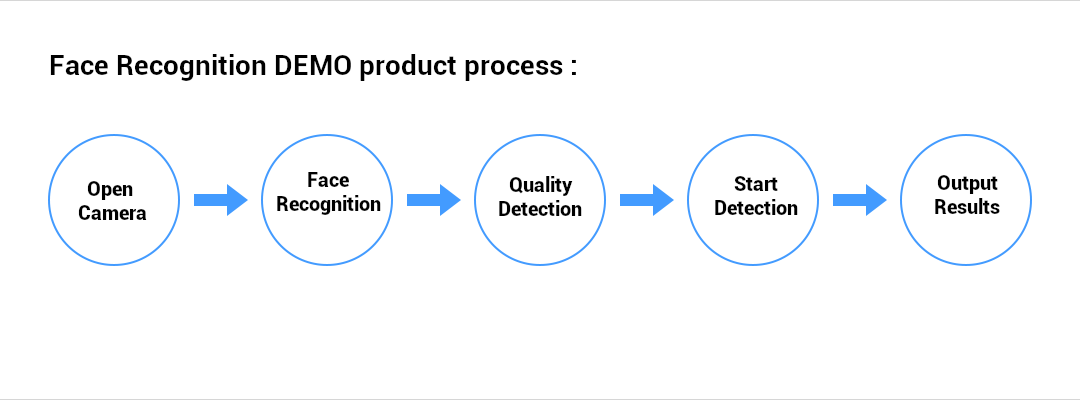 Face Recognition DEMO product process :
Open
Camera
Face
Recognition
Quality
Detection
Start
Detection
Output
Results